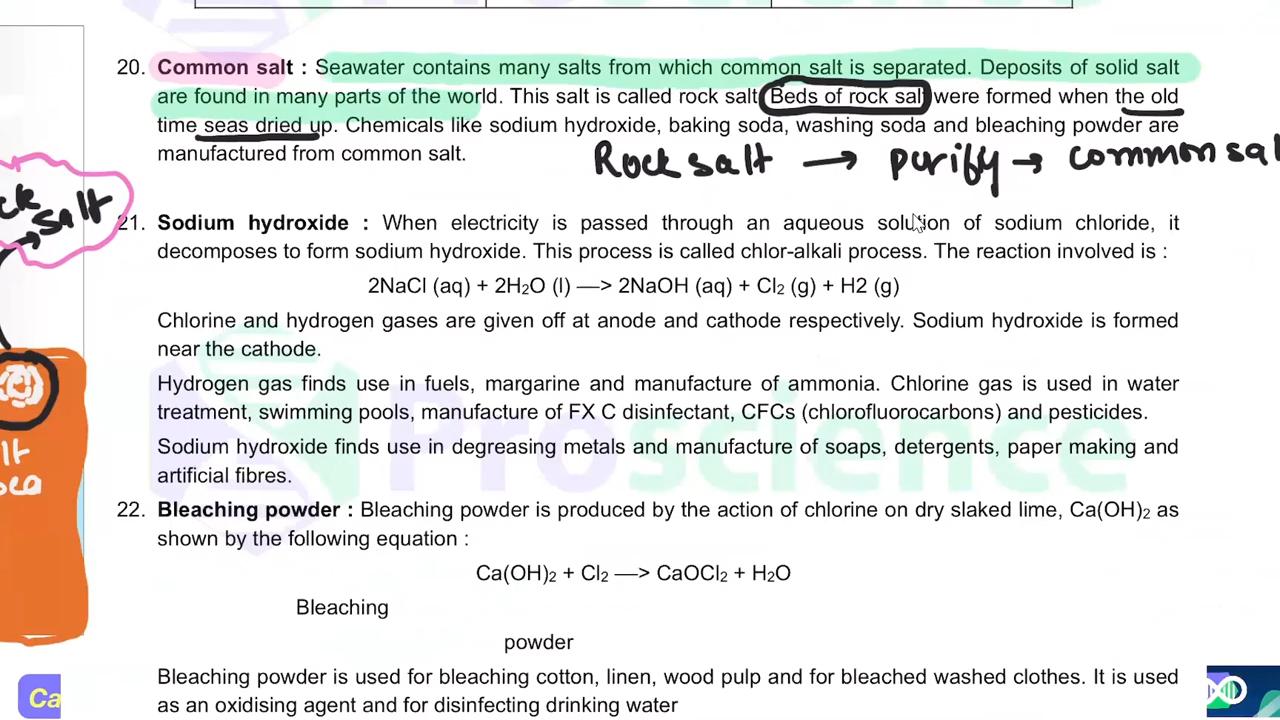 20. Common salt : Seawater contains many salts from which common salt is separated. Deposits of solid salt
are found in many parts of the world. This salt is called rock salt. Beds of rock salt were formed when the old
time seas dried up. Chemicals like sodium hydroxide, baking soda, washing soda and bleaching powder are
manufactured from common salt.
Rock salt → purify → common sal
ck salt
21. Sodium hydroxide : When electricity is passed through an aqueous solution of sodium chloride, it
decomposes to form sodium hydroxide. This process is called chlor-alkali process. The reaction involved is :
2NaCl (aq) + 2H₂O (l) —> 2NaOH (aq) + Cl₂ (g) + H2 (g)
Chlorine and hydrogen gases are given off at anode and cathode respectively. Sodium hydroxide is formed
near the cathode.
Hydrogen gas finds use in fuels, margarine and manufacture of ammonia. Chlorine gas is used in water
treatment, swimming pools, manufacture of FX C disinfectant, CFCs (chlorofluorocarbons) and pesticides.
Sodium hydroxide finds use in degreasing metals and manufacture of soaps, detergents, paper making and
artificial fibres.
Proscience
22. Bleaching powder : Bleaching powder is produced by the action of chlorine on dry slaked lime, Ca(OH)₂ as
shown by the following equation :
Ca(OH)₂ + Cl₂ —> CaOCl₂ + H₂O
Bleaching
powder
Bleaching powder is used for bleaching cotton, linen, wood pulp and for bleached washed clothes. It is used
as an oxidising agent and for disinfecting drinking water
Ca